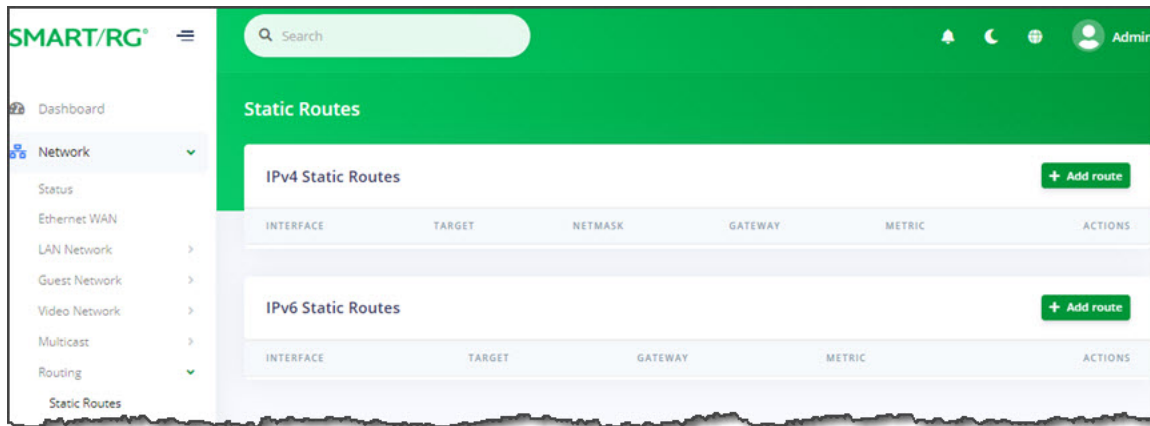 SMART/RG®
Search
Admin
Dashboard
Network
Status
Ethernet WAN
LAN Network
Guest Network
Video Network
Multicast
Routing
Static Routes
Static Routes
IPv4 Static Routes
+ Add route
INTERFACE TARGET NETMASK GATEWAY METRIC ACTIONS
IPv6 Static Routes
+ Add route
INTERFACE TARGET GATEWAY METRIC ACTIONS